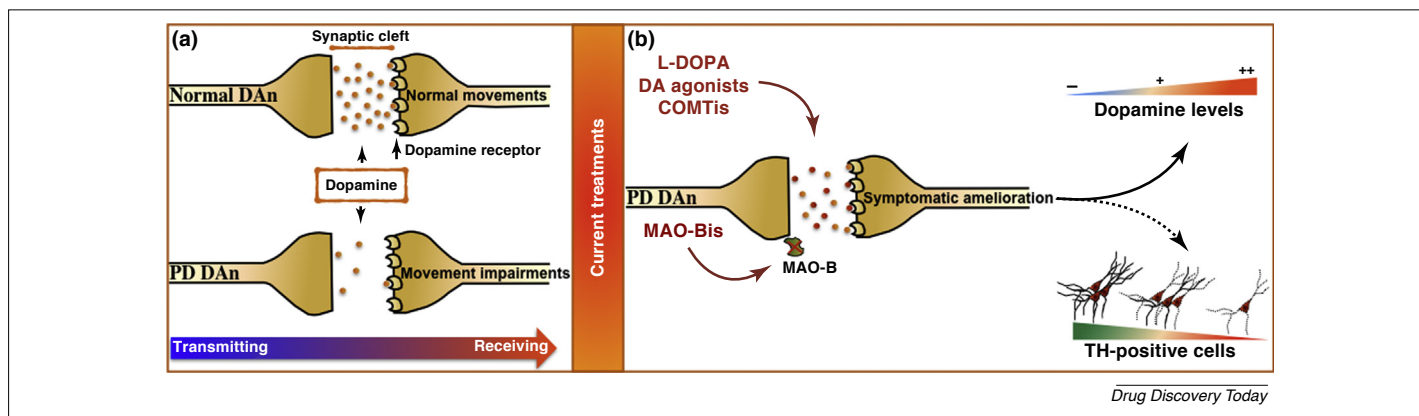 (a)
Synaptic cleft
Normal DAn
Normal movements
Dopamine receptor
Dopamine
PD DAn
Movement impairments
Transmitting
Receiving
Current treatments
(b)
L-DOPA
DA agonists
COMTis
PD DAn
Symptomatic amelioration
MAO-Bis
MAO-B
–
+
++
Dopamine levels
TH-positive cells
Drug Discovery Today